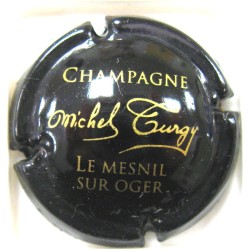 CHAMPAGNE
Michel Turgy
LE MESNIL
SUR OGER